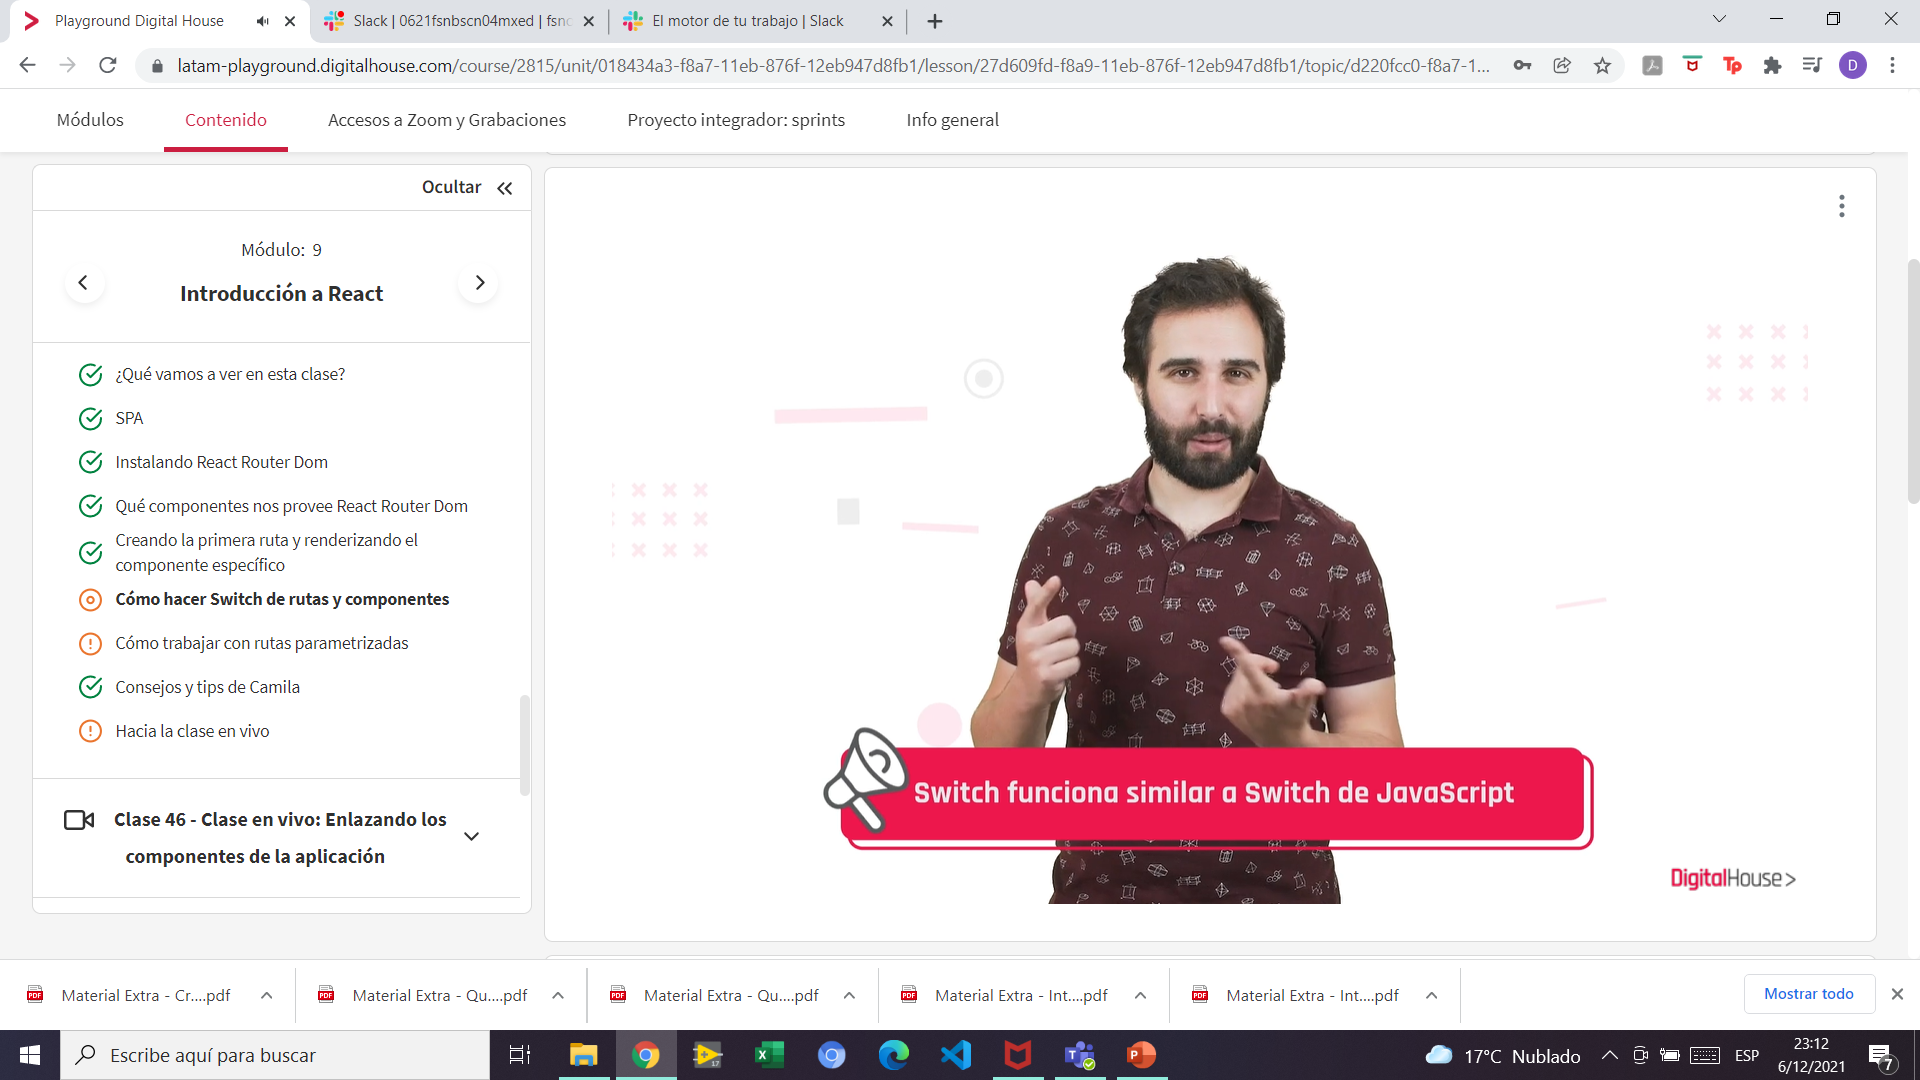 Playground Digital House
Slack | 0621fsnbscn04mxed | fsnc
El motor de tu trabajo | Slack
latam-playground.digitalhouse.com/course/2815/unit/018434a3-f8a7-11eb-876f-12eb947d8fb1/lesson/27d609fd-f8a9-11eb-876f-12eb947d8fb1/topic/d220fcc0-f8a7-1...
D
Módulos
Contenido
Accesos a Zoom y Grabaciones
Proyecto integrador: sprints
Info general
Ocultar
Módulo: 9
Introducción a React
¿Qué vamos a ver en esta clase?
SPA
Instalando React Router Dom
Qué componentes nos provee React Router Dom
Creando la primera ruta y renderizando el
componente específico
Cómo hacer Switch de rutas y componentes
Cómo trabajar con rutas parametrizadas
Consejos y tips de Camila
Hacia la clase en vivo
Clase 46 - Clase en vivo: Enlazando los
componentes de la aplicación
Switch funciona similar a Switch de JavaScript
DigitalHouse>
Material Extra - Cr....pdf
Material Extra - Qu....pdf
Material Extra - Qu....pdf
Material Extra - Int....pdf
Material Extra - Int....pdf
Mostrar todo
Escribe aquí para buscar
17°C Nublado
ESP
23:12
6/12/2021
7